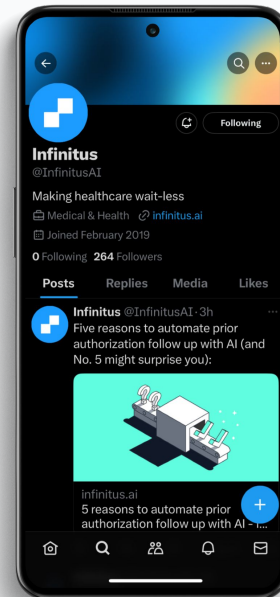 Following
Infinitus
@InfinitusAI
Making healthcare wait-less
Medical & Health infinitus.ai
Joined February 2019
0 Following 264 Followers
Posts Replies Media Likes
Infinitus @InfinitusAI · 3h
Five reasons to automate prior
authorization follow up with AI (and
No. 5 might surprise you):
infinitus.ai
5 reasons to automate prior
authorization follow up with AI - I...